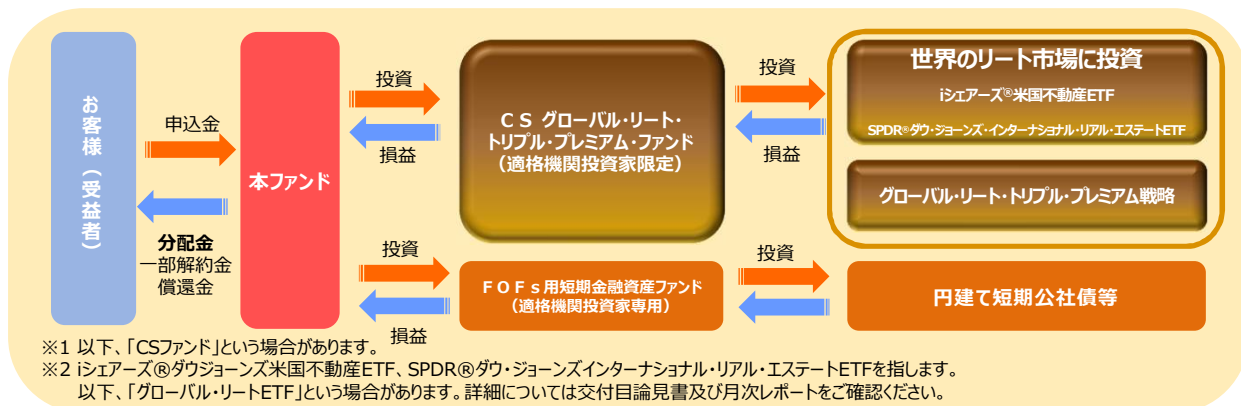 お客様（受益者）
申込金
分配金
一部解約金
償還金
本ファンド
投資
損益
投資
損益
ＣＳ グローバル・リート・
トリプル・プレミアム・ファンド
（適格機関投資家限定）
ＦＯＦｓ用短期金融資産ファンド
（適格機関投資家専用）
投資
損益
投資
世界のリート市場に投資
iシェアーズ®米国不動産ETF
SPDR®ダウ・ジョーンズ・インターナショナル・リアル・エステートETF
グローバル・リート・トリプル・プレミアム戦略
円建て短期公社債等
※1 以下、「CSファンド」という場合があります。
※2 iシェアーズ®ダウジョーンズ米国不動産ETF、SPDR®ダウ・ジョーンズインターナショナル・リアル・エステートETFを指します。
以下、「グローバル・リートETF」という場合があります。詳細については交付目論見書及び月次レポートをご確認ください。